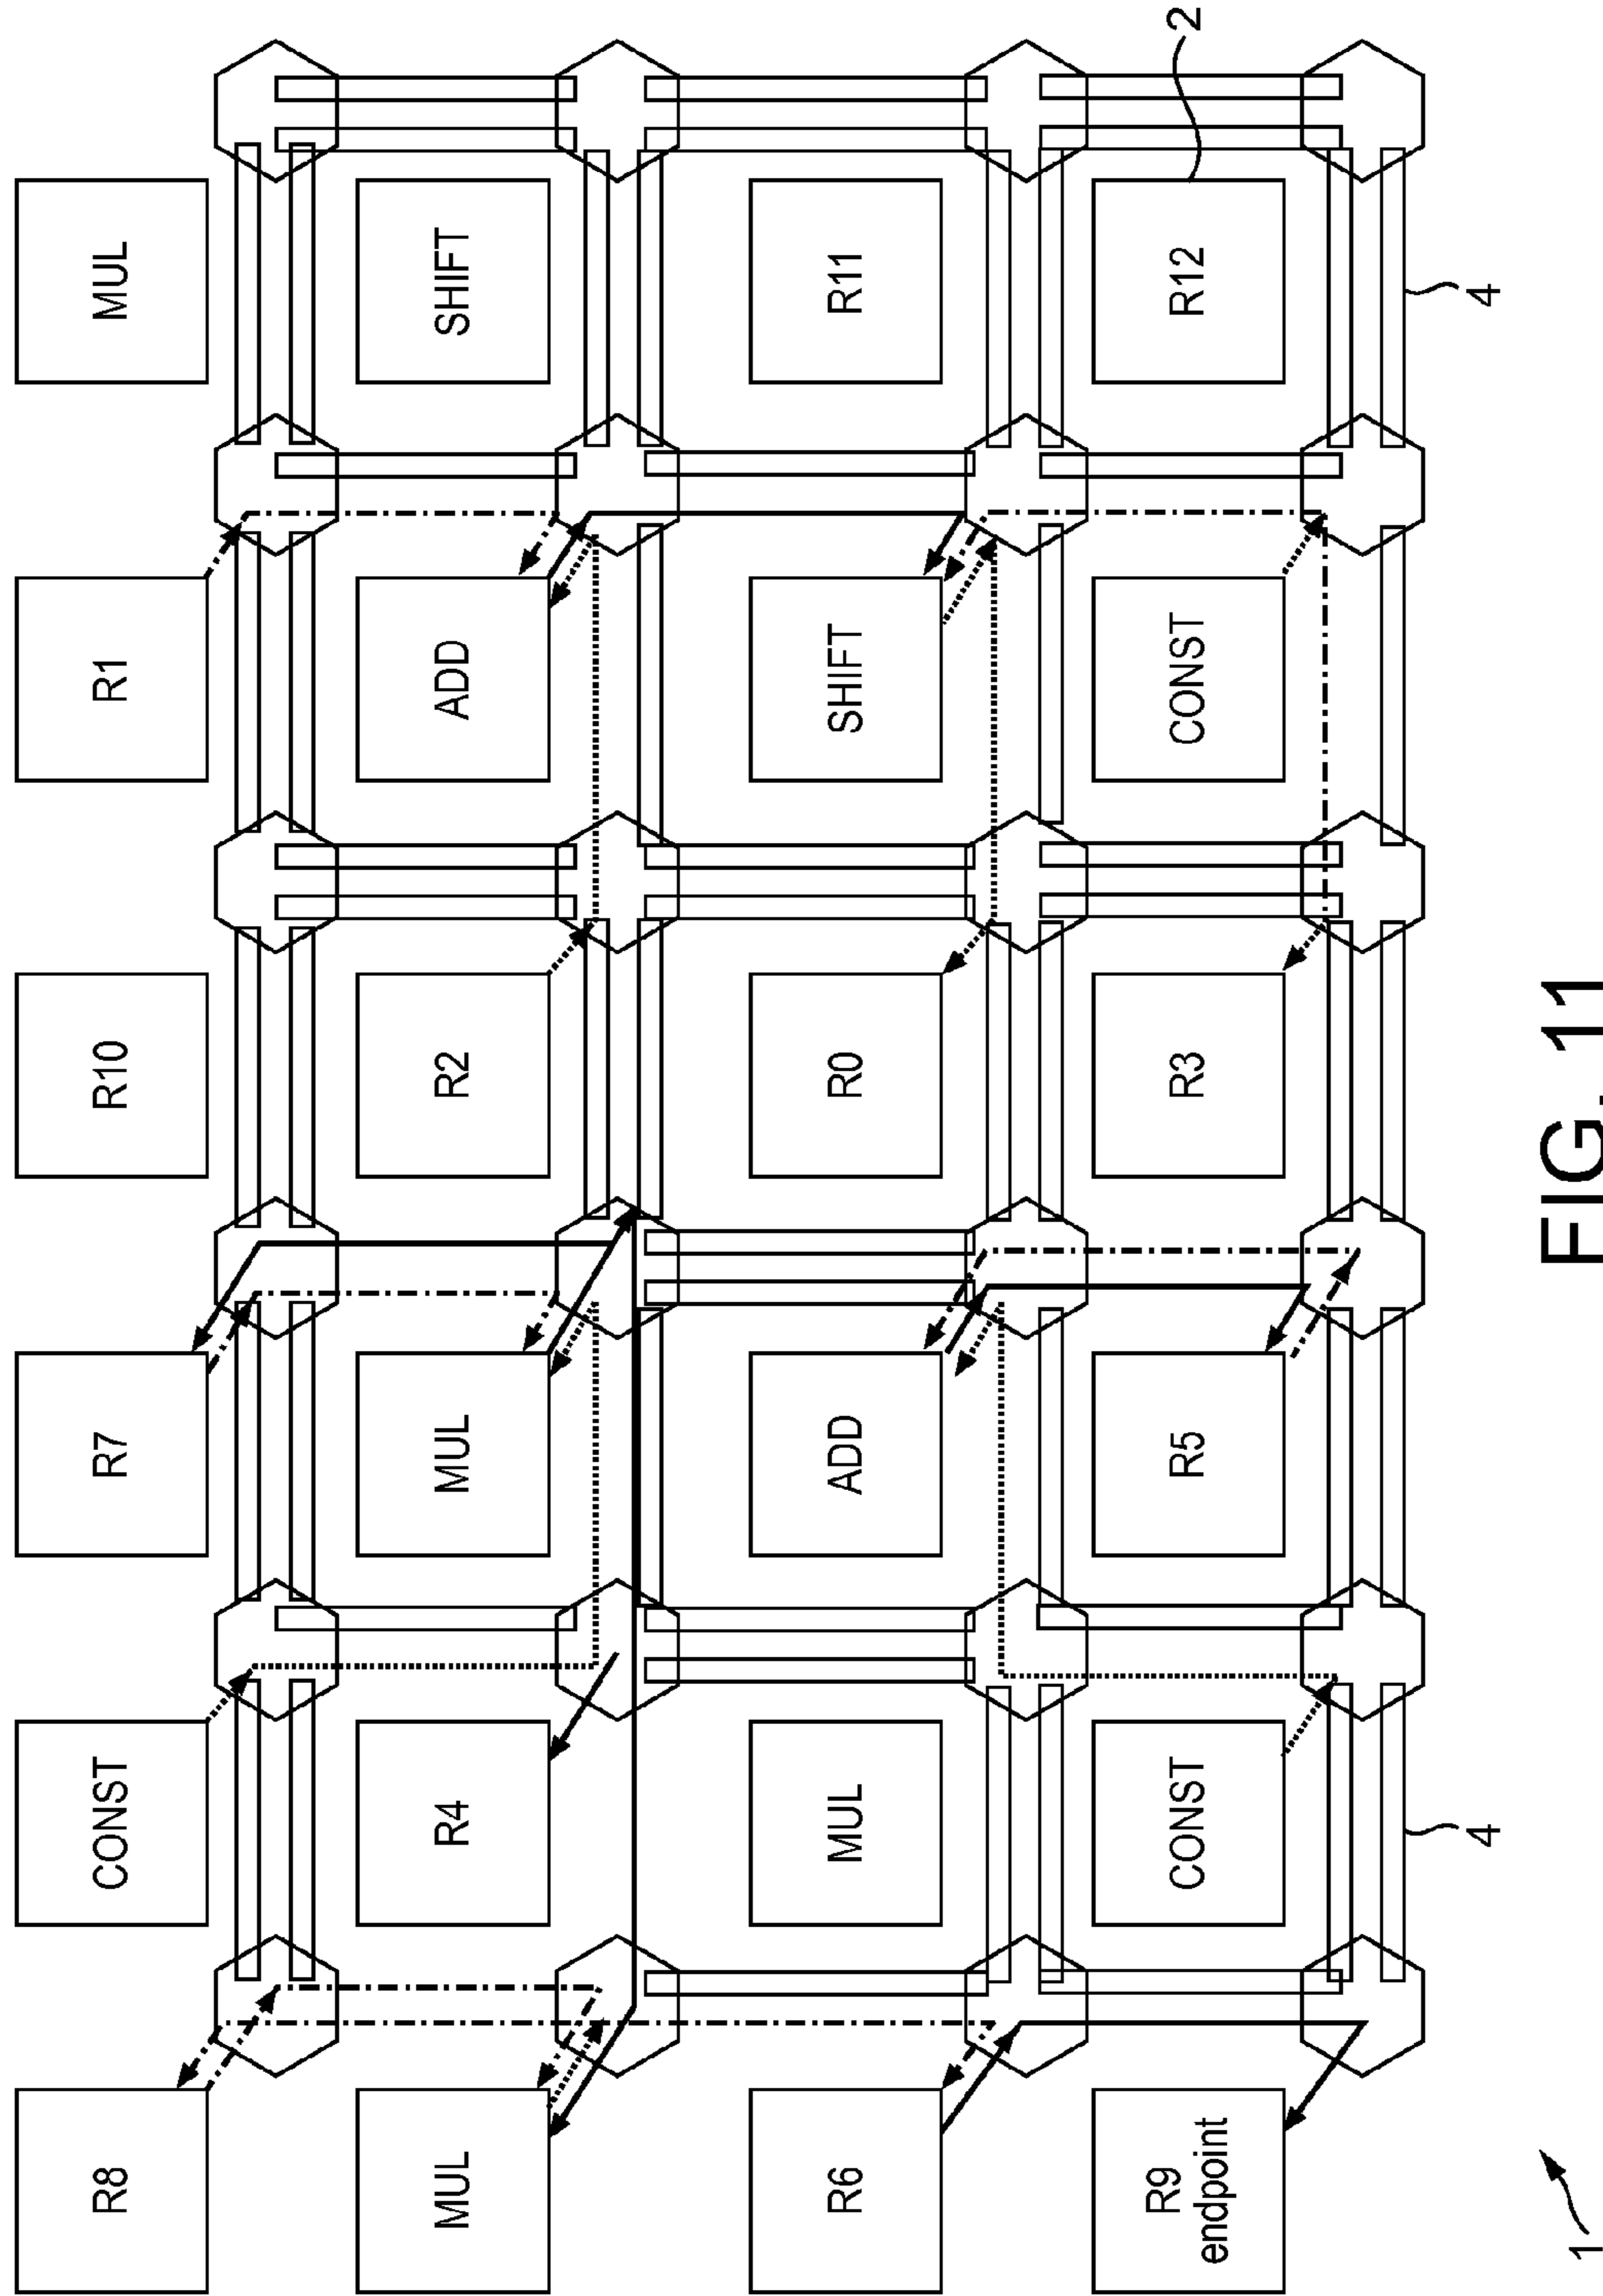 R8
CONST
R7
R10
R1
MUL
MUL
R4
MUL
R2
ADD
SHIFT
R6
MUL
ADD
R0
SHIFT
R11
R9
endpoint
CONST
R5
R3
CONST
R12
2
4
4
1
FIG. 11